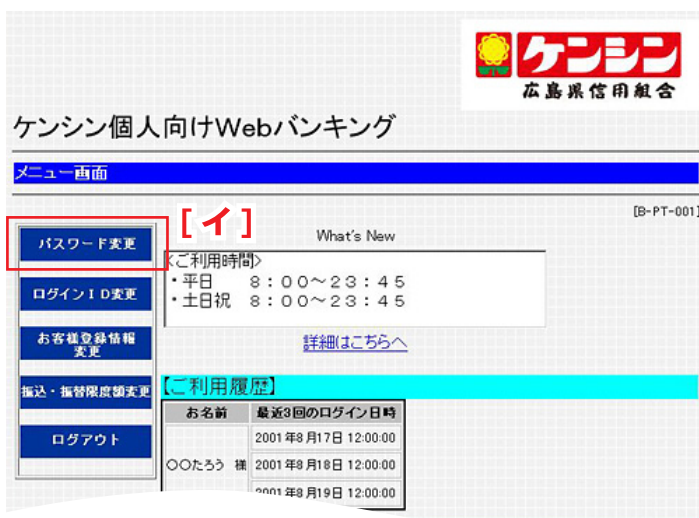 ケンシン
広島県信用組合
ケンシン個人向けWebバンキング
メニュー画面
[B-PT-001]
[イ]
パスワード変更
ログインID変更
お客様登録情報
変更
振込・振替限度額変更
ログアウト
What's New
<ご利用時間>
・平日 8:00〜23:45
・土日祝 8:00〜23:45
詳細はこちらへ
【ご利用履歴】
お名前 最近3回のログイン日時
〇〇たろう 様
2001年8月17日 12:00:00
2001年8月18日 12:00:00
2001年8月19日 12:00:00